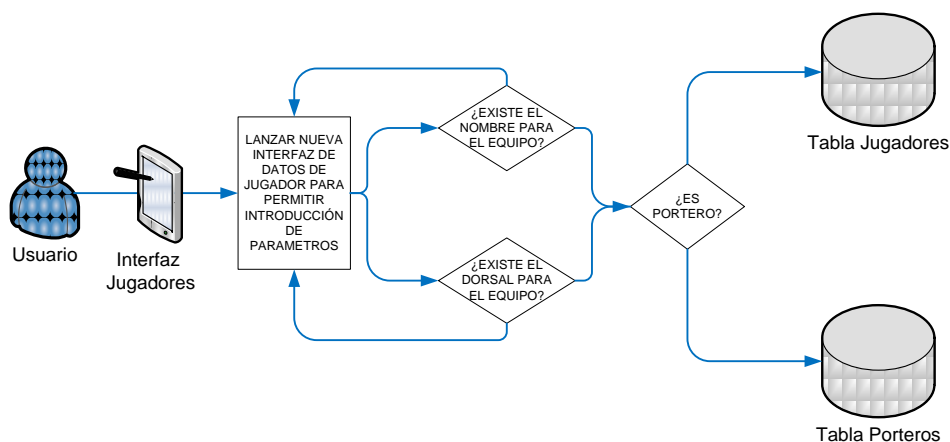 Usuario
Interfaz
Jugadores
LANZAR NUEVA
INTERFAZ DE
DATOS DE
JUGADOR PARA
PERMITIR
INTRODUCCIÓN
DE
PARAMETROS
¿EXISTE EL
NOMBRE PARA
EL EQUIPO?
¿EXISTE EL
DORSAL PARA
EL EQUIPO?
¿ES
PORTERO?
Tabla Jugadores
Tabla Porteros